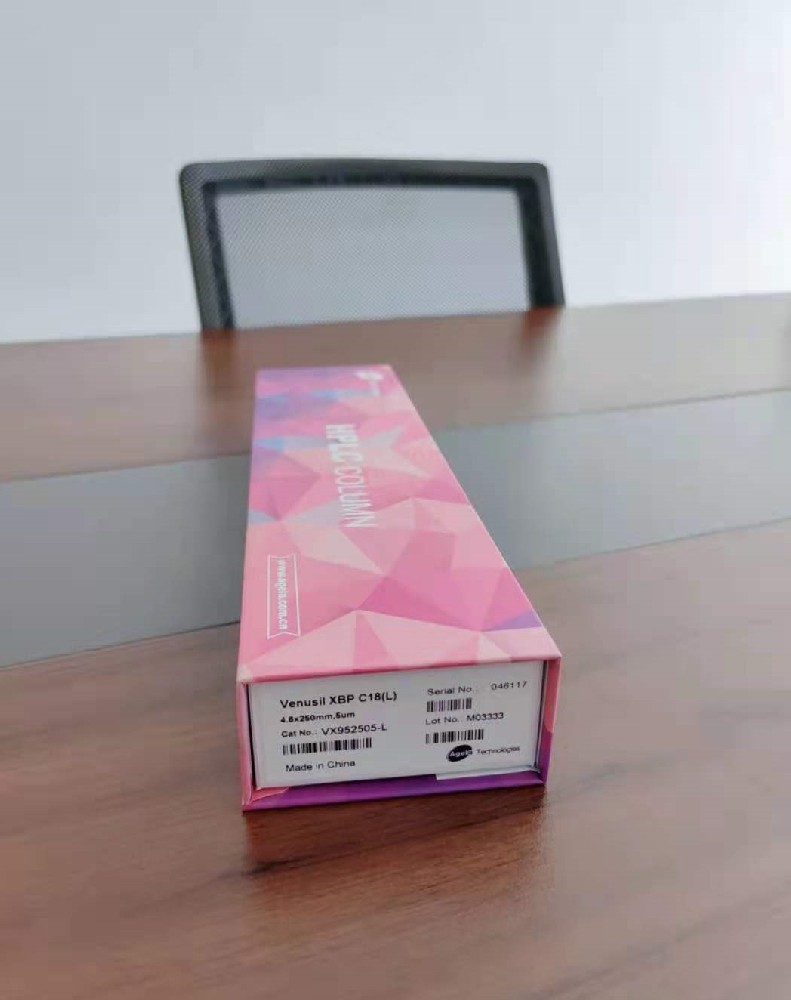 HPLC COLUMN
www.agela.com.cn
Venusil XBP C18(L)
4.6x250mm,5um
Cat No.: VX952505-L
Made in China
Serial No.: 046117
Lot No.: M03333
Technologies